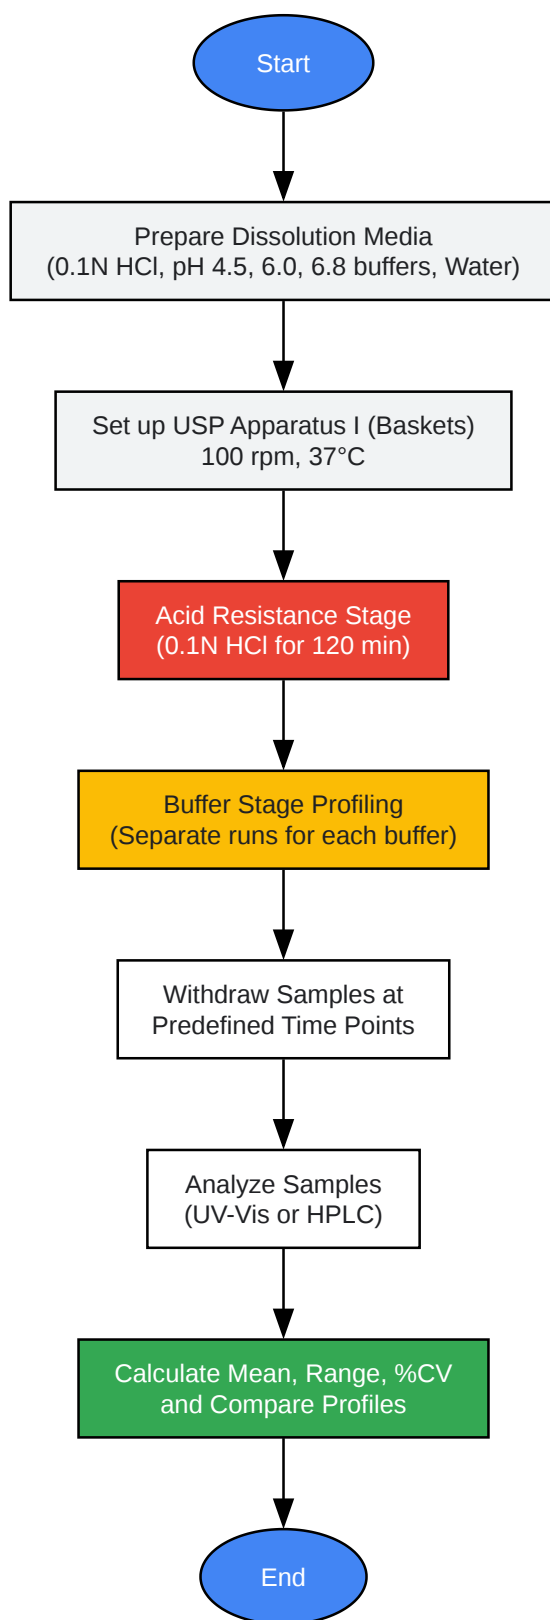 Start
Prepare Dissolution Media
(0.1N HCl, pH 4.5, 6.0, 6.8 buffers, Water)
Set up USP Apparatus I (Baskets)
100 rpm, 37°C
Acid Resistance Stage
(0.1N HCl for 120 min)
Buffer Stage Profiling
(Separate runs for each buffer)
Withdraw Samples at
Predefined Time Points
Analyze Samples
(UV-Vis or HPLC)
Calculate Mean, Range, %CV
and Compare Profiles
End